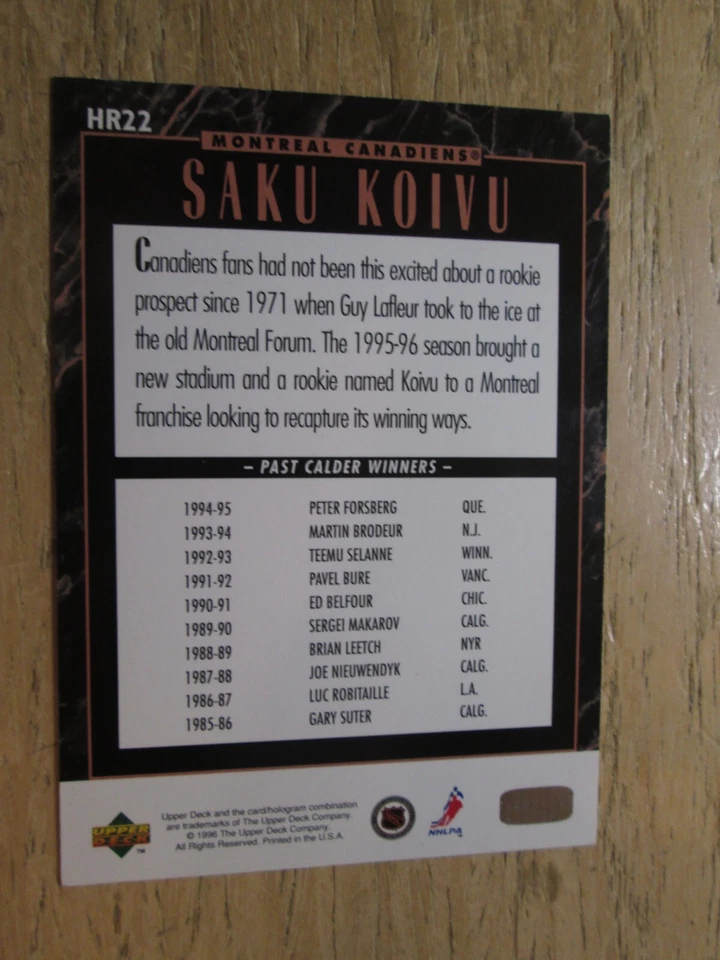 HR22
MONTREAL CANADIENS®
SAKU KOIVU
Canadiens fans had not been this excited about a rookie
prospect since 1971 when Guy Lafleur took to the ice at
the old Montreal Forum. The 1995-96 season brought a
new stadium and a rookie named Koivu to a Montreal
franchise looking to recapture its winning ways.
– PAST CALDER WINNERS –
1994-95 PETER FORSBERG QUE.
1993-94 MARTIN BRODEUR N.J.
1992-93 TEEMU SELANNE WINN.
1991-92 PAVEL BURE VANC.
1990-91 ED BELFOUR CHIC.
1989-90 SERGEI MAKAROV CALG.
1988-89 BRIAN LEETCH NYR
1987-88 JOE NIEUWENDYK CALG.
1986-87 LUC ROBITAILLE L.A.
1985-86 GARY SUTER CALG.
UPPER
DECK
™
Upper Deck and the card/hologram combination
are trademarks of The Upper Deck Company.
© 1996 The Upper Deck Company.
All Rights Reserved. Printed in the U.S.A.
NHL
NHLPA